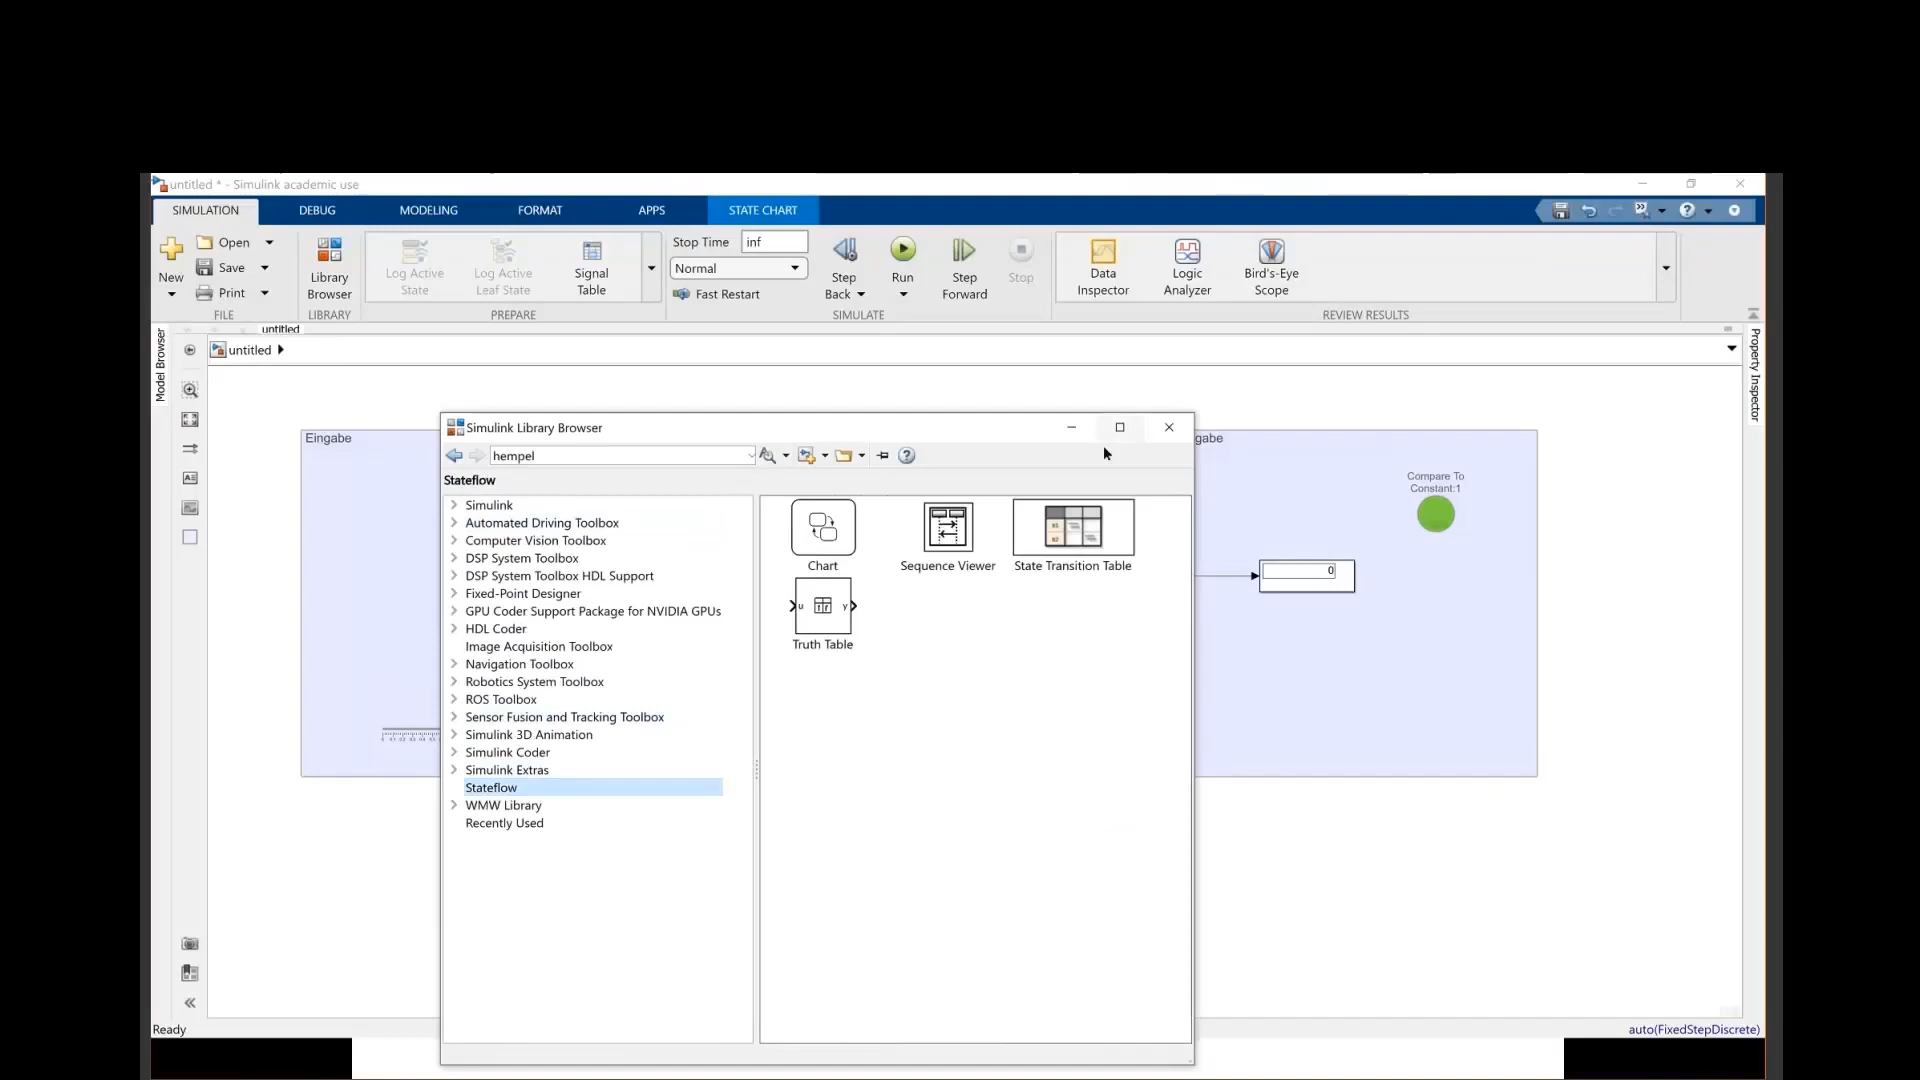 untitled * - Simulink academic use
SIMULATION
DEBUG
MODELING
FORMAT
APPS
STATE CHART
New
Open
Save
Print
FILE
Library
Browser
LIBRARY
Log Active
State
Log Active
Leaf State
Signal
Table
PREPARE
Stop Time
inf
Normal
Fast Restart
Step
Back
Run
Step
Forward
Stop
SIMULATE
Data
Inspector
Logic
Analyzer
Bird's-Eye
Scope
REVIEW RESULTS
Model Browser
untitled
untitled
Property Inspector
Eingabe
Simulink Library Browser
hempel
Stateflow
Simulink
Automated Driving Toolbox
Computer Vision Toolbox
DSP System Toolbox
DSP System Toolbox HDL Support
Fixed-Point Designer
GPU Coder Support Package for NVIDIA GPUs
HDL Coder
Image Acquisition Toolbox
Navigation Toolbox
Robotics System Toolbox
ROS Toolbox
Sensor Fusion and Tracking Toolbox
Simulink 3D Animation
Simulink Coder
Simulink Extras
Stateflow
WMW Library
Recently Used
Chart
Sequence Viewer
State Transition Table
u
y
Truth Table
gabe
Compare To
Constant:1
0
Ready
auto(FixedStepDiscrete)